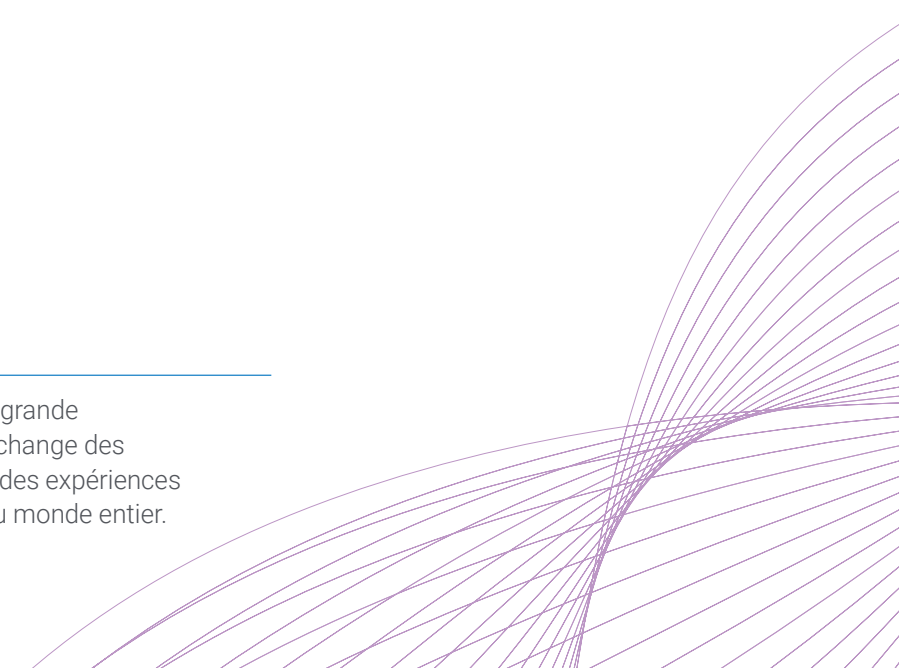 grande
change des
des expériences
monde entier.